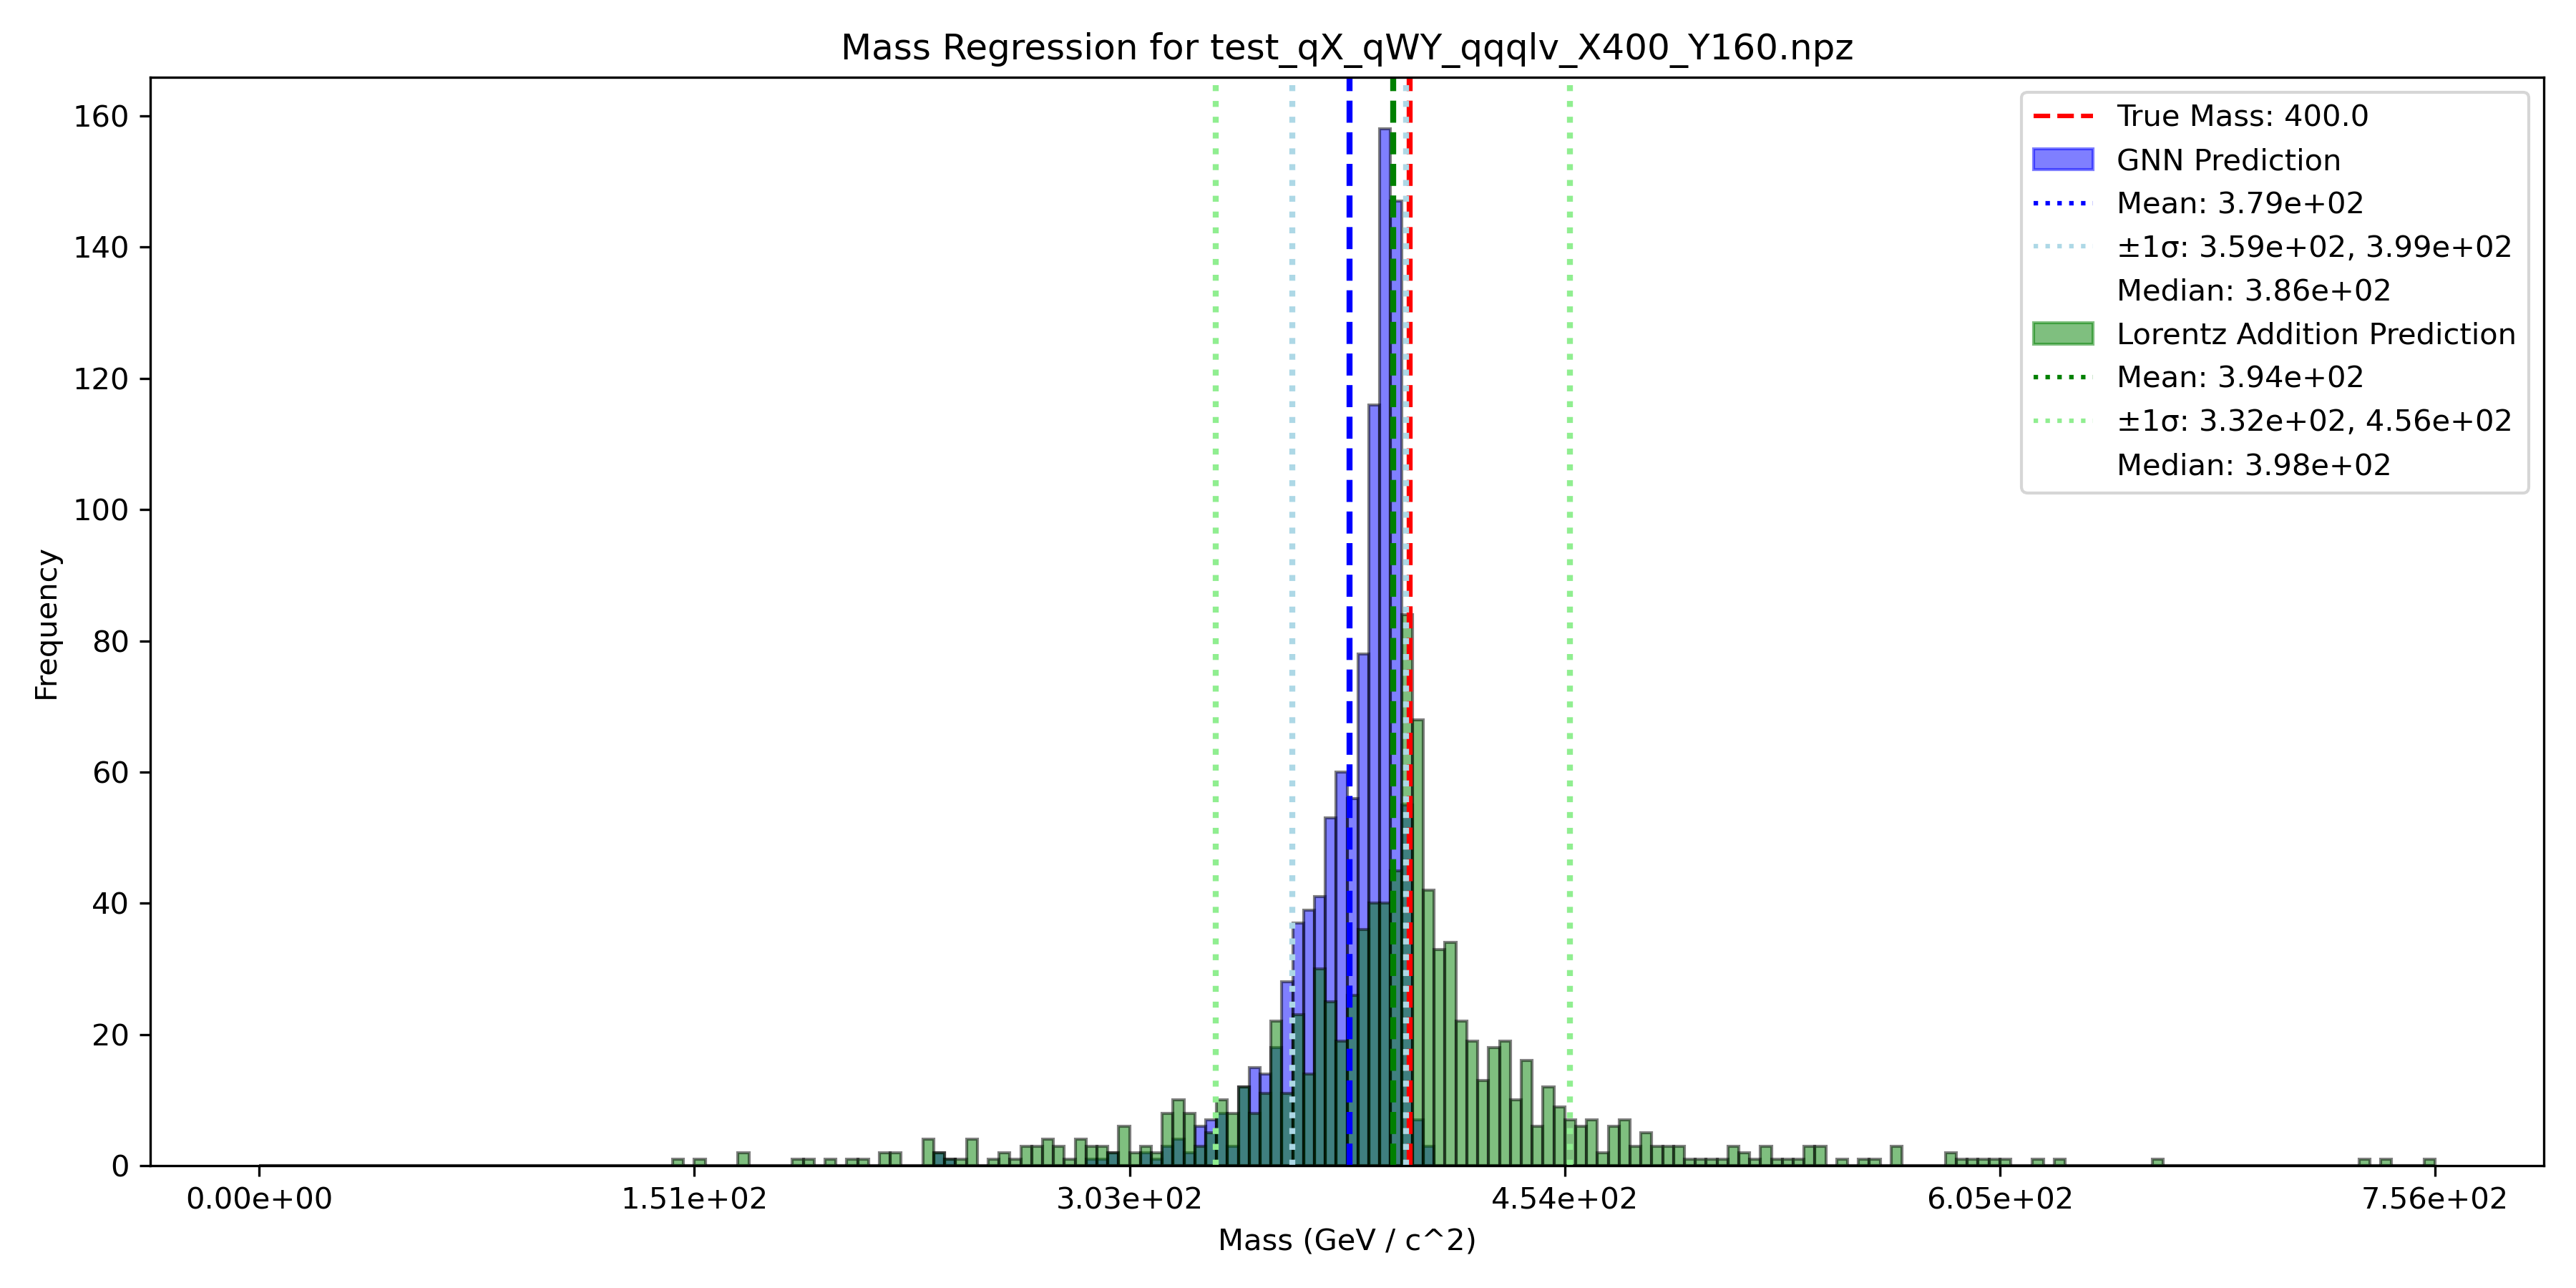 Mass Regression for test_qX_qWY_qqqlv_X400_Y160.npz
160
140
120
100
80
60
40
20
0
Frequency
True Mass: 400.0
GNN Prediction
Mean: 3.79e+02
±1σ: 3.59e+02, 3.99e+02
Median: 3.86e+02
Lorentz Addition Prediction
Mean: 3.94e+02
±1σ: 3.32e+02, 4.56e+02
Median: 3.98e+02
0.00e+00 1.51e+02 3.03e+02 4.54e+02 6.05e+02 7.56e+02
Mass (GeV / c^2)